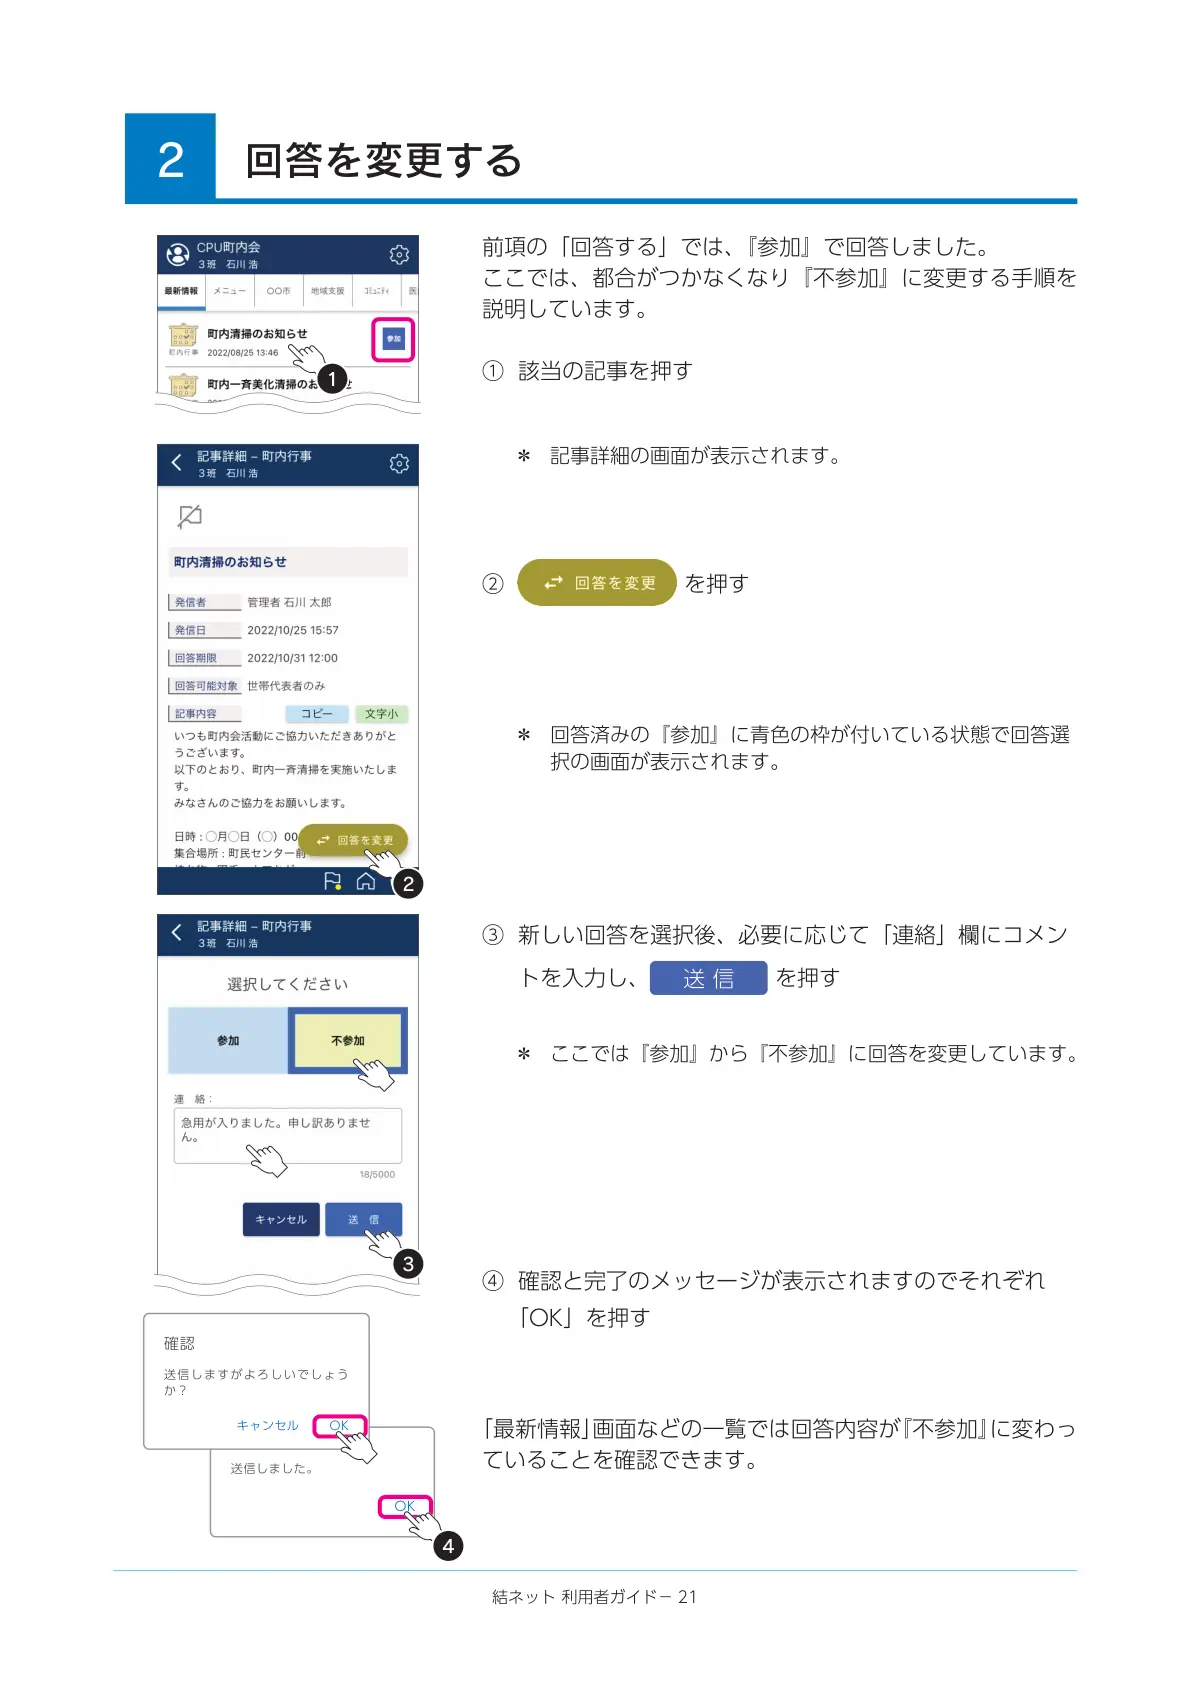 2 回答を変更する
CPU町内会
3班 石川 浩
最新情報 メニュー 〇〇市 地域支援 ｺﾐｭﾆﾃｨ 医
町内清掃のお知らせ
町内行事 2022/08/25 13:46
参加
1
町内一斉美化清掃のお
前項の「回答する」では、『参加』で回答しました。
ここでは、都合がつかなくなり『不参加』に変更する手順を
説明しています。
① 該当の記事を押す
＊ 記事詳細の画面が表示されます。
記事詳細 – 町内行事
3班 石川 浩
町内清掃のお知らせ
発信者 管理者 石川 太郎
発信日 2022/10/25 15:57
回答期限 2022/10/31 12:00
回答可能対象 世帯代表者のみ
記事内容 コピー 文字小
いつも町内会活動にご協力いただきありがと
うございます。
以下のとおり、町内一斉清掃を実施いたしま
す。
みなさんのご協力をお願いします。
日時：〇月〇日（〇）00
集合場所：町民センター前
回答を変更
2
② 回答を変更 を押す
＊ 回答済みの『参加』に青色の枠が付いている状態で回答選
択の画面が表示されます。
記事詳細 – 町内行事
3班 石川 浩
選択してください
参加 不参加
連 絡：
急用が入りました。申し訳ありませ
ん。
18/5000
キャンセル 送 信
3
③ 新しい回答を選択後、必要に応じて「連絡」欄にコメン
トを入力し、 送 信 を押す
＊ ここでは『参加』から『不参加』に回答を変更しています。
④ 確認と完了のメッセージが表示されますのでそれぞれ
「OK」を押す
確認
送信しますがよろしいでしょう
か？
キャンセル OK
送信しました。
OK
4
「最新情報」画面などの一覧では回答内容が『不参加』に変わっ
ていることを確認できます。
結ネット 利用者ガイド－ 21